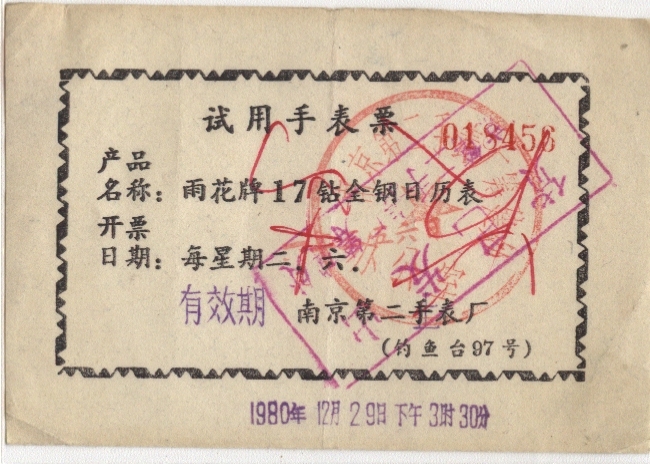 试用手表票
018456
产品
名称：雨花牌17钻全钢日历表
开票
日期：每星期二、六.
有效期 南京第二手表厂
(钓鱼台97号)
1980年 12月29日下午3时30分